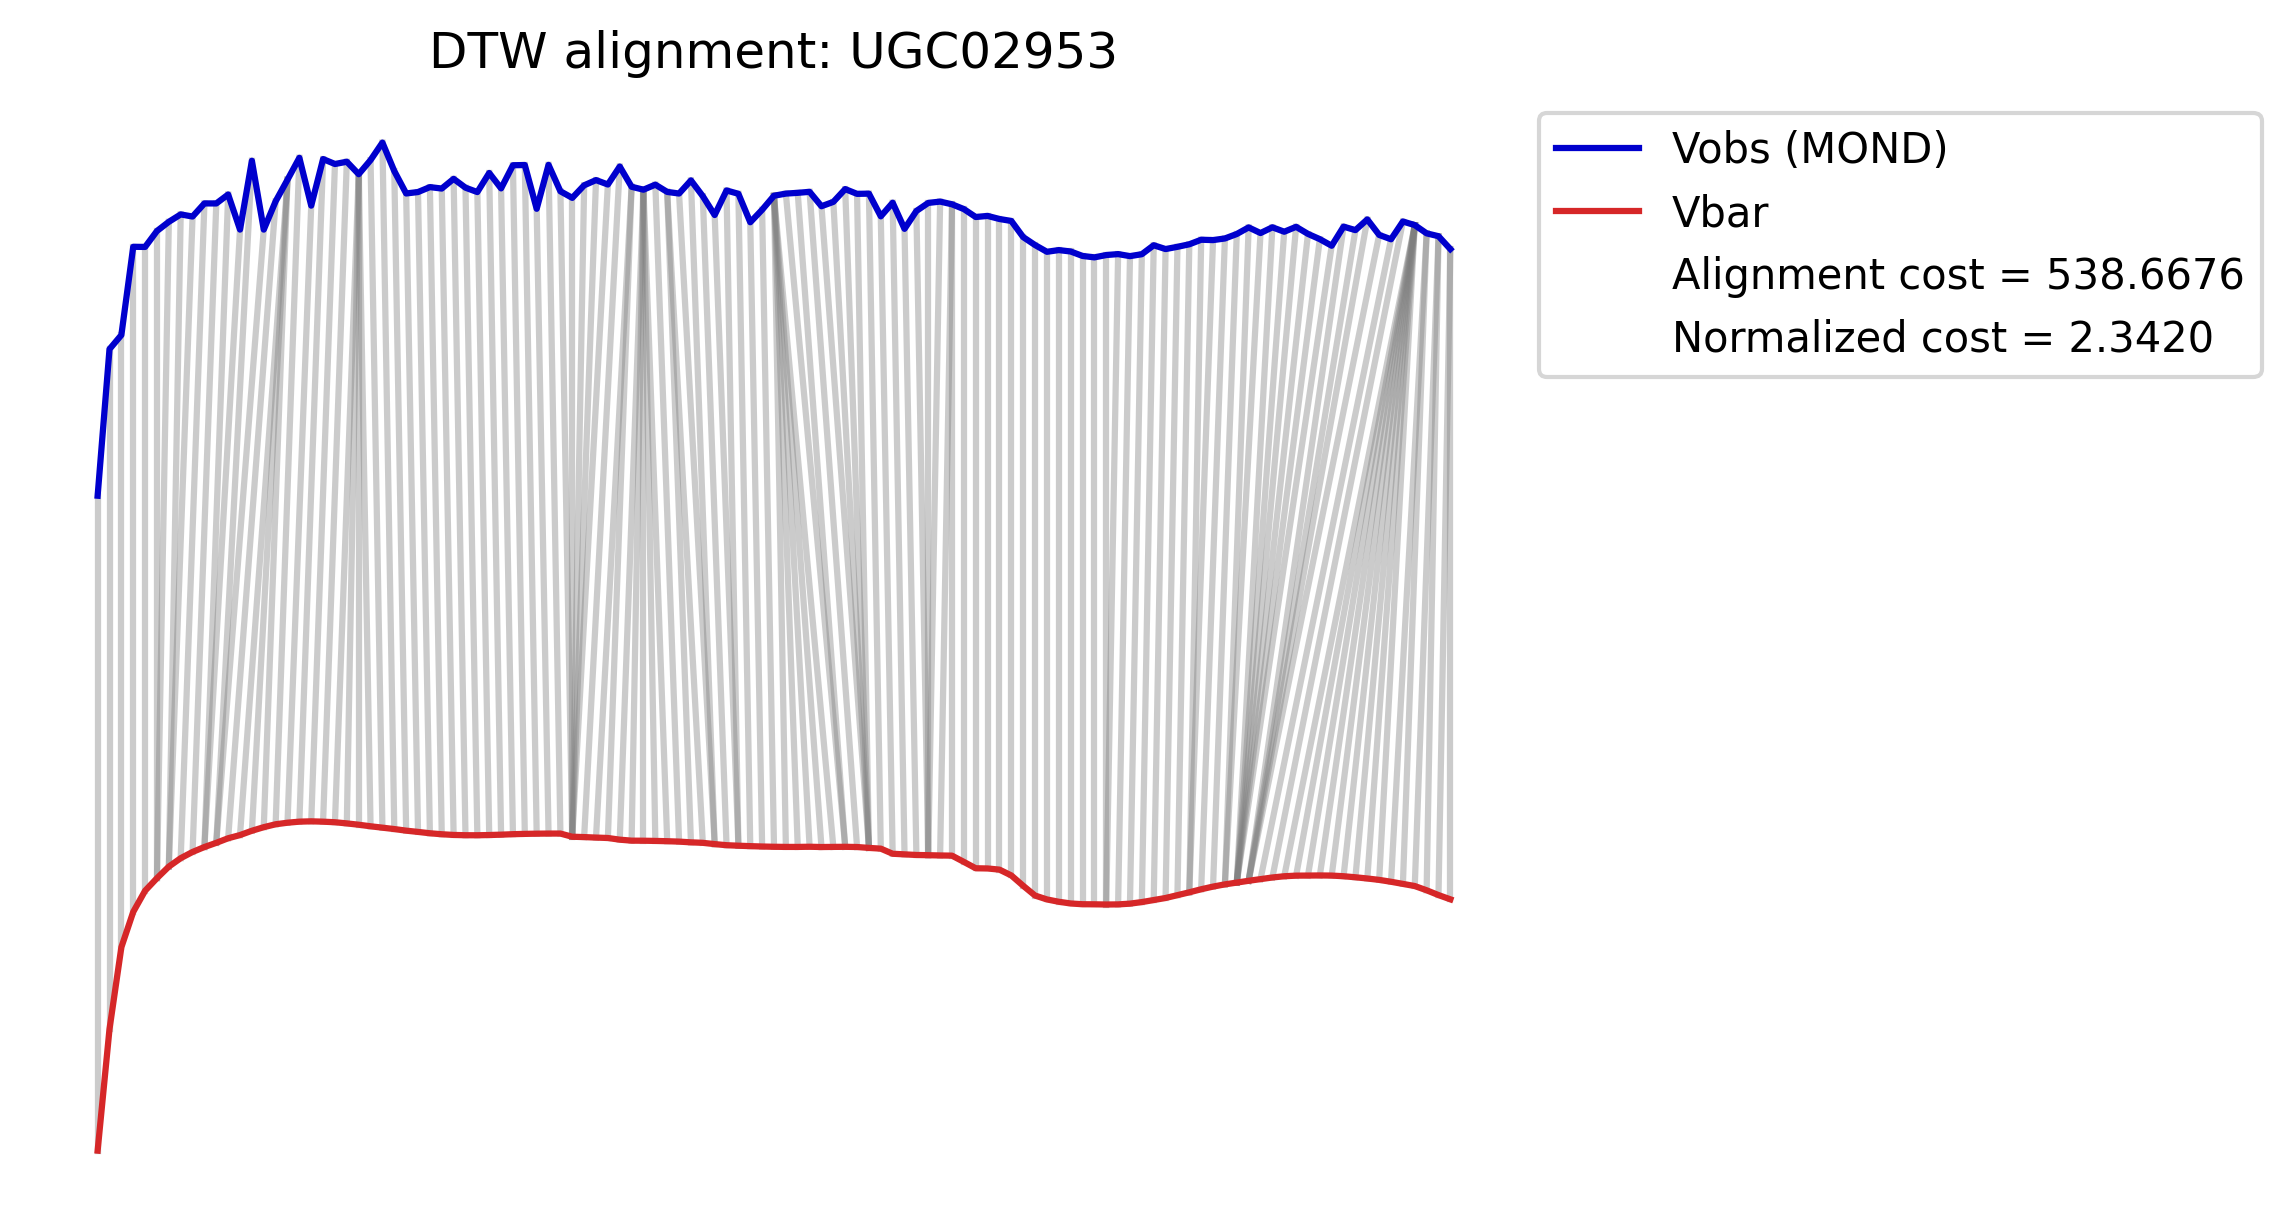 DTW alignment: UGC02953
Vobs (MOND)
Vbar
Alignment cost = 538.6676
Normalized cost = 2.3420